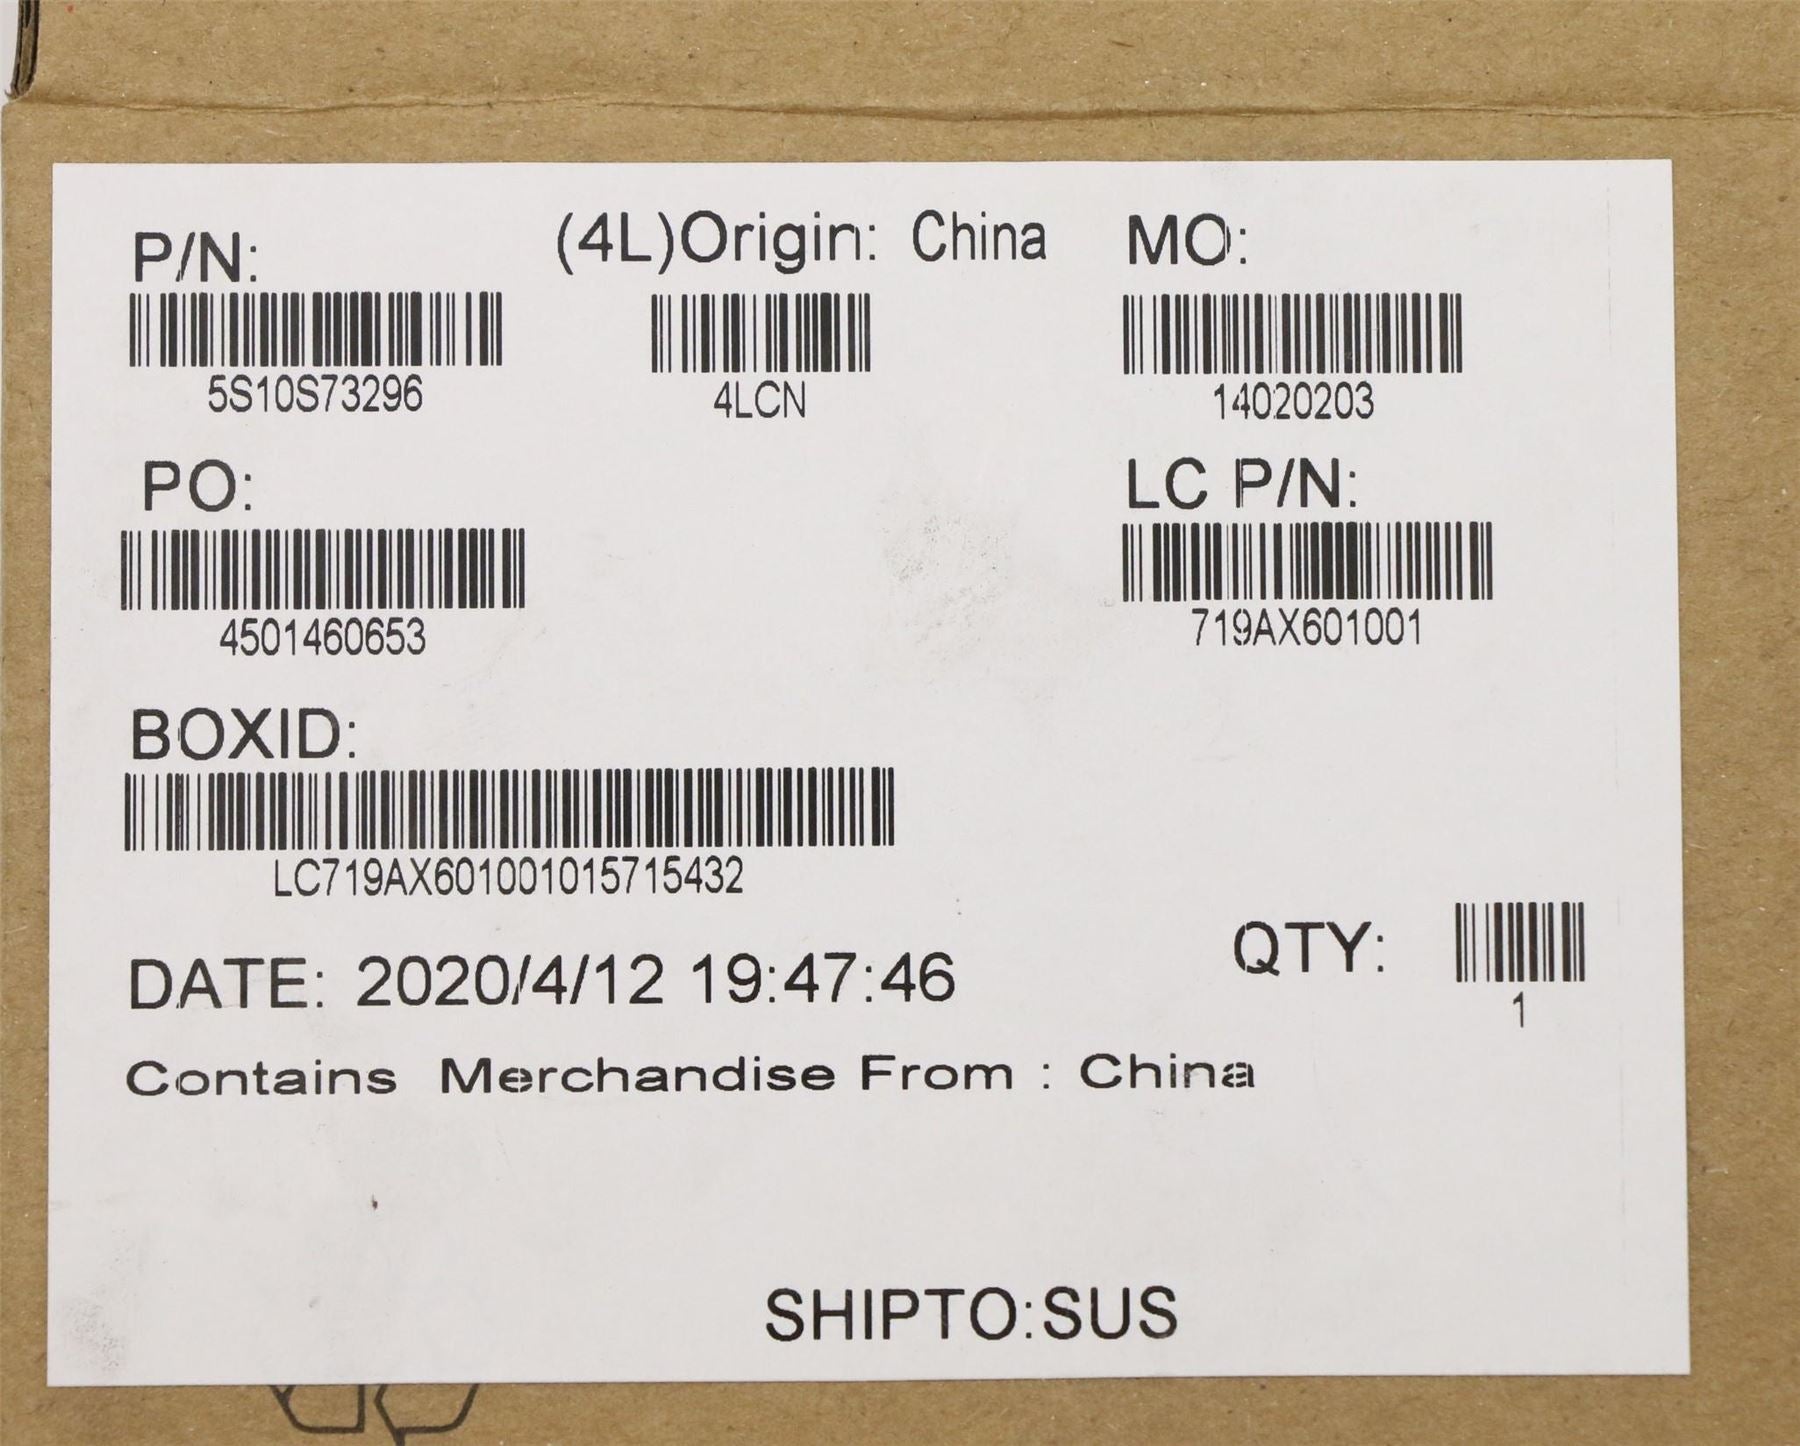 P/N: (4L)Origin: China MO:
5S10S73296 4LCN 14020203
PO: LC P/N:
4501460653 719AX601001
BOXID:
LC719AX601001015715432
DATE: 2020/4/12 19:47:46 QTY:
1
Contains Merchandise From : China
SHIPTO:SUS